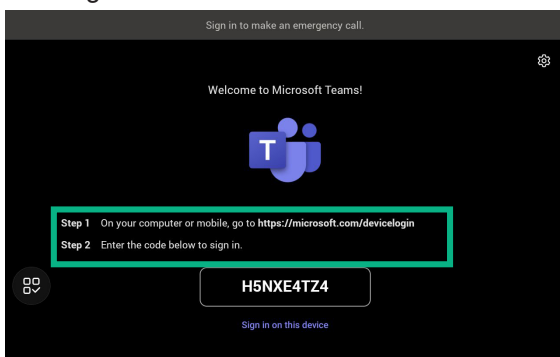 Sign in to make an emergency call.
Welcome to Microsoft Teams!
T
Step 1 On your computer or mobile, go to https://microsoft.com/devicelogin
Step 2 Enter the code below to sign in.
H5NXE4TZ4
Sign in on this device